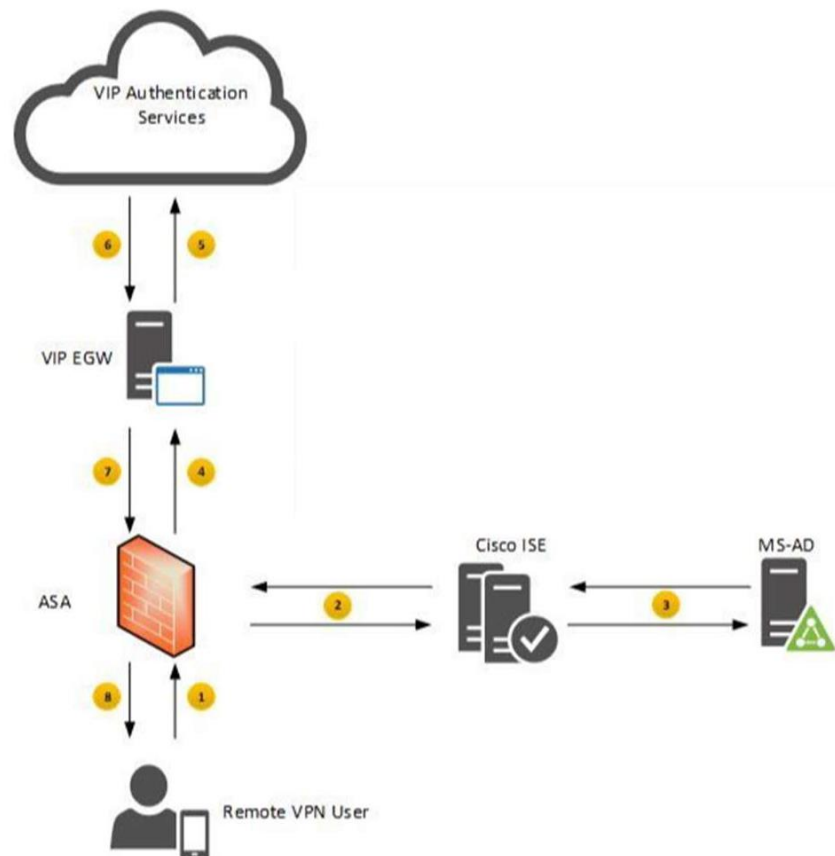 VIP Authentication
Services
6
5
VIP EGW
7
4
Cisco ISE
MS-AD
ASA
2
3
8
1
Remote VPN User